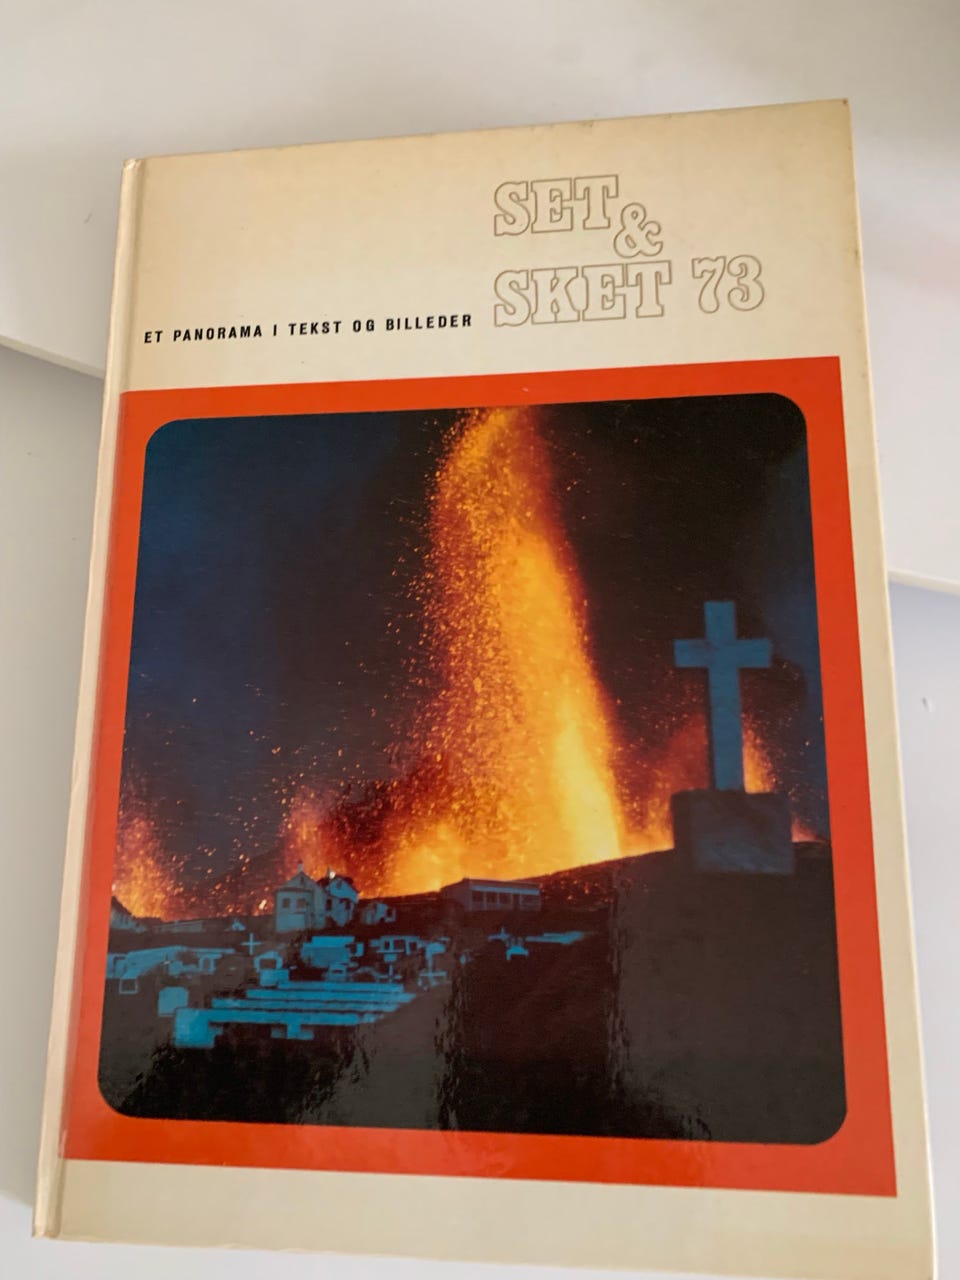 SET
&
SKET 73
ET PANORAMA I TEKST OG BILLEDER